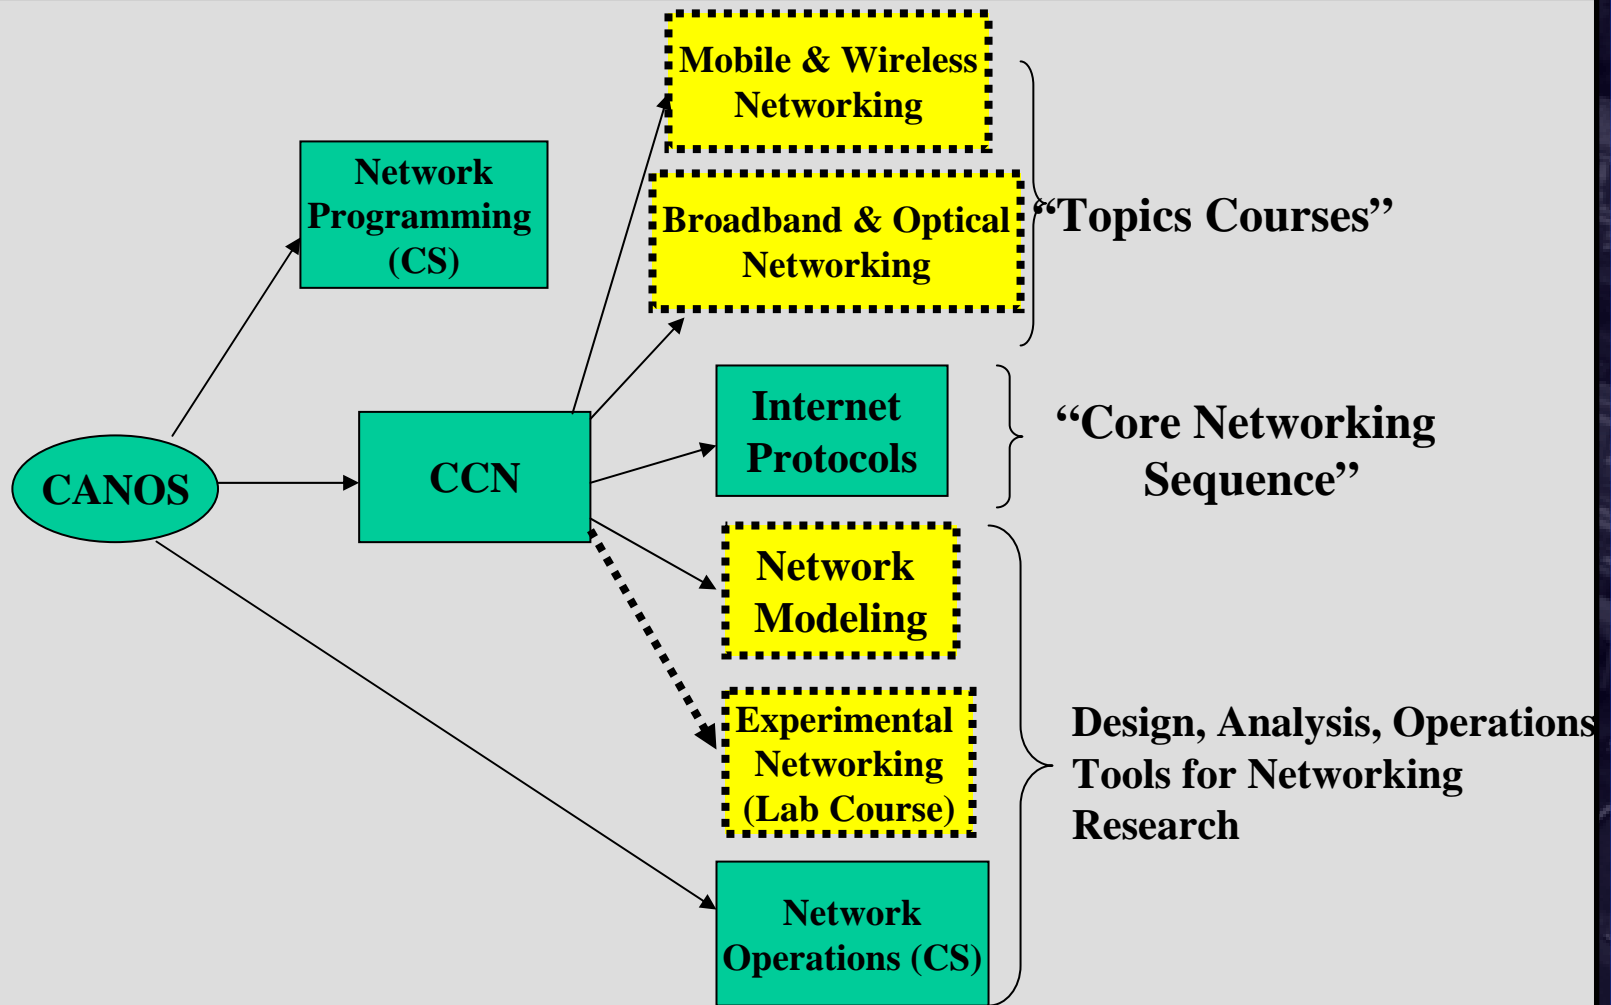 Mobile & Wireless
Networking
Network
Programming
(CS)
Broadband & Optical
Networking
“Topics Courses”
CANOS
CCN
Internet
Protocols
“Core Networking
Sequence”
Network
Modeling
Experimental
Networking
(Lab Course)
Design, Analysis, Operations
Tools for Networking
Research
Network
Operations (CS)